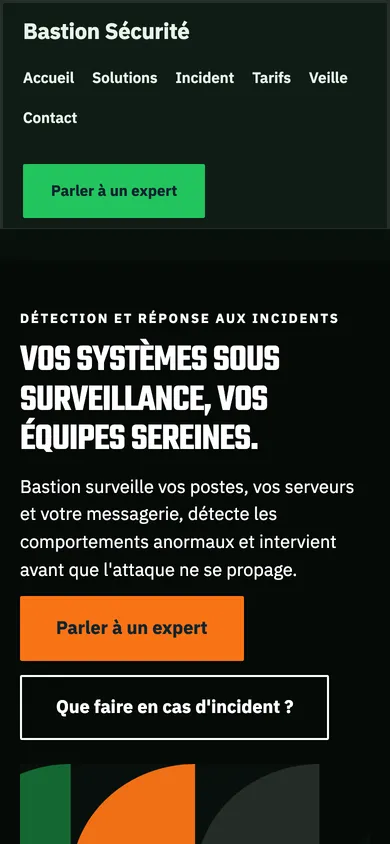 Bastion Sécurité
Accueil Solutions Incident Tarifs Veille
Contact
Parler à un expert
DÉTECTION ET RÉPONSE AUX INCIDENTS
VOS SYSTÈMES SOUS
SURVEILLANCE, VOS
ÉQUIPES SEREINES.
Bastion surveille vos postes, vos serveurs
et votre messagerie, détecte les
comportements anormaux et intervient
avant que l'attaque ne se propage.
Parler à un expert
Que faire en cas d'incident ?